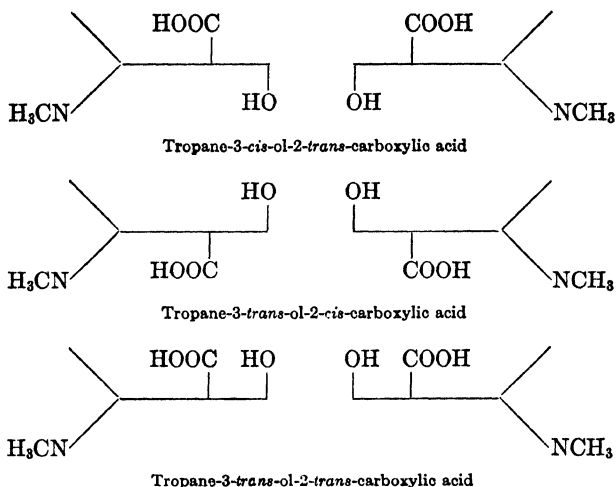 HOOC COOH
HO OH
H₃CN NCH₃
Tropane-3-cis-ol-2-trans-carboxylic acid
HO OH
H₃CN HOOC COOH NCH₃
Tropane-3-trans-ol-2-cis-carboxylic acid
HOOC HO OH COOH
H₃CN NCH₃
Tropane-3-trans-ol-2-trans-carboxylic acid